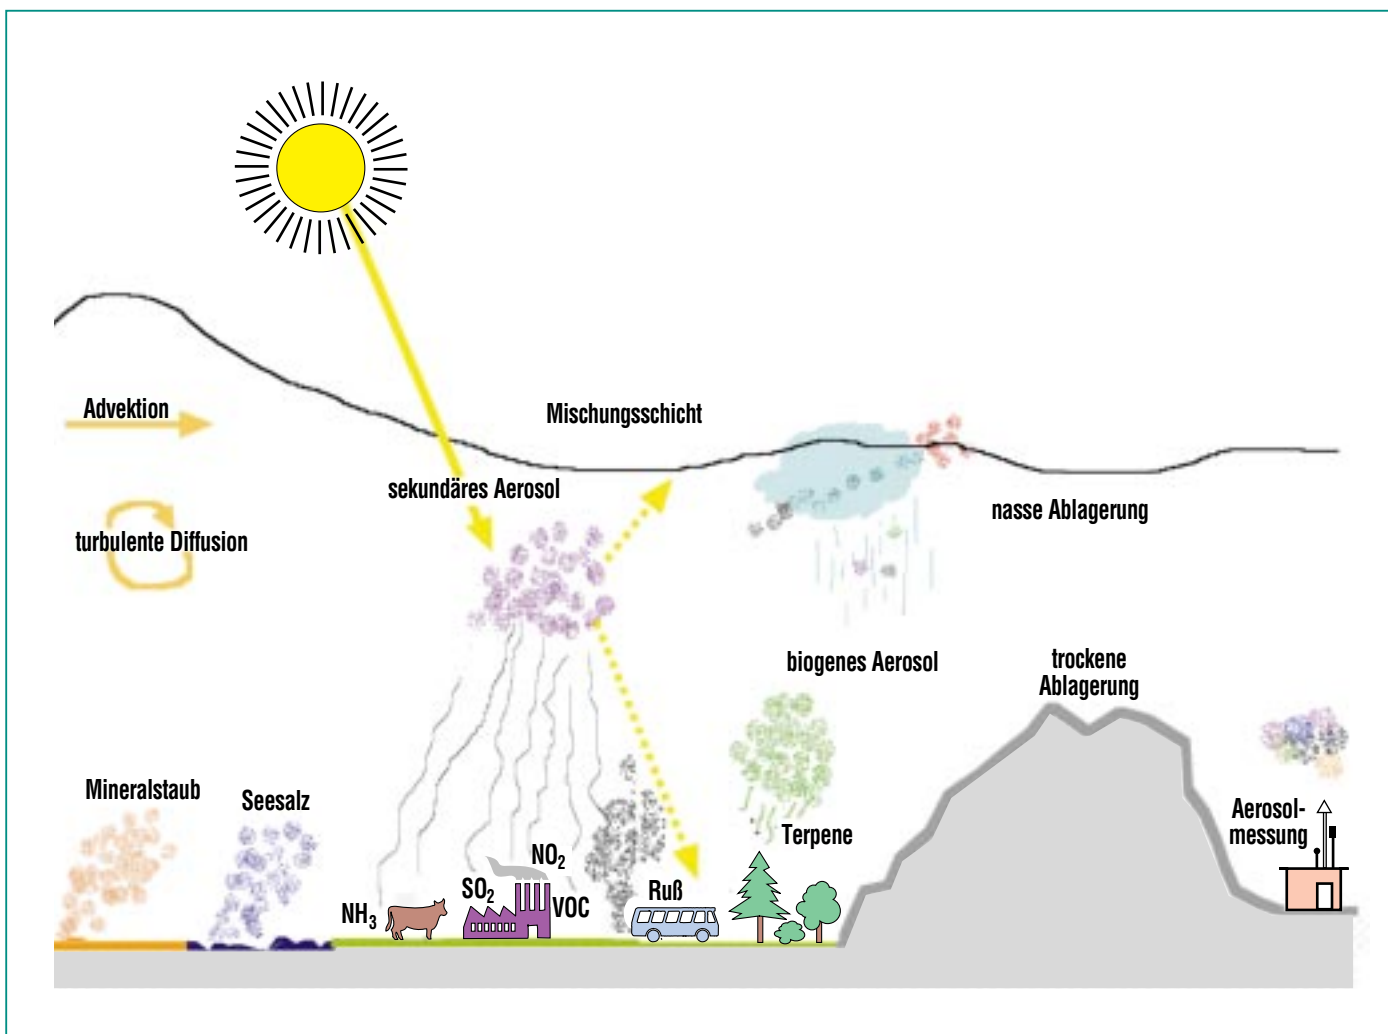 Advektion
Mischungsschicht
sekundäres Aerosol
nasse Ablagerung
turbulente Diffusion
biogenes Aerosol
trockene
Ablagerung
Mineralstaub
Seesalz
Aerosol-
messung
Terpene
NO₂
SO₂
VOC
Ruß
NH₃